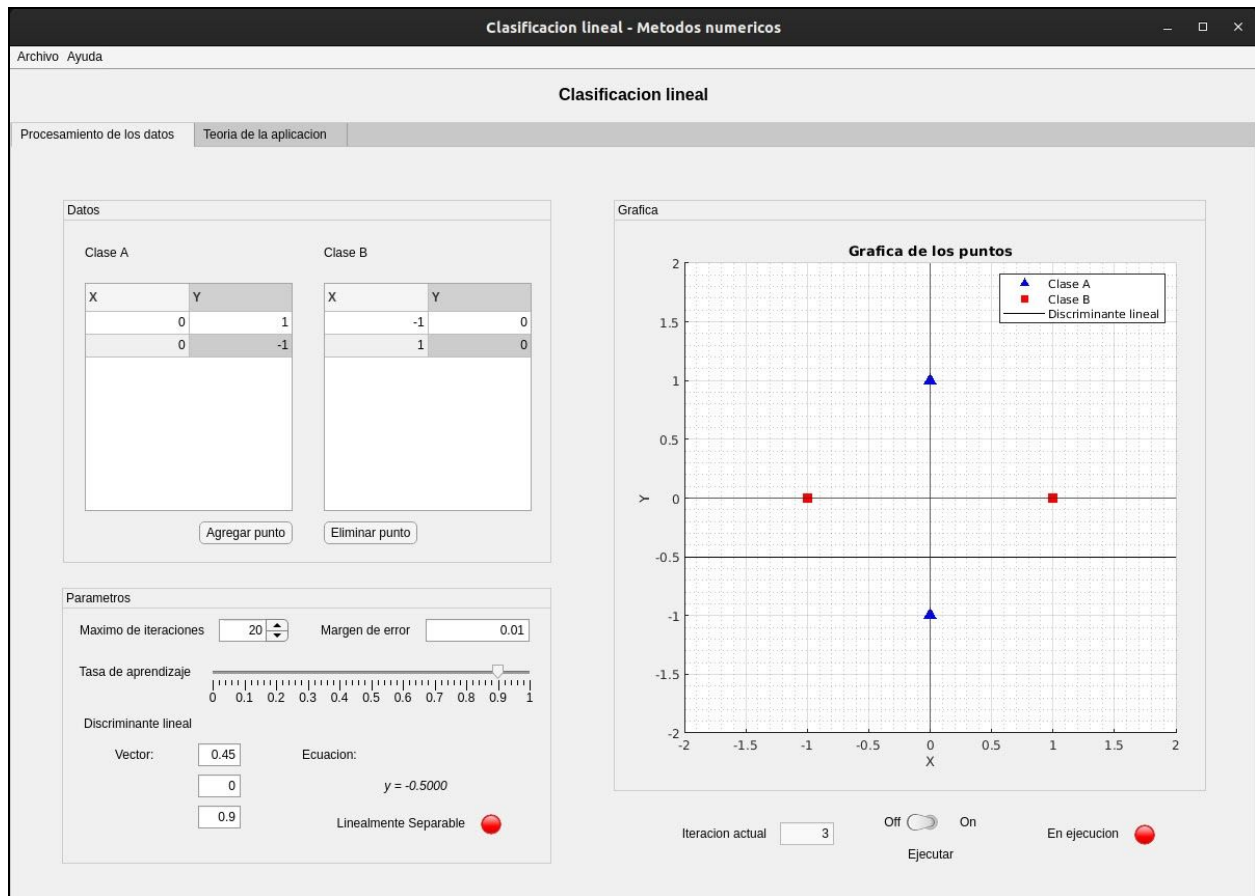 Clasificacion lineal - Metodos numericos
Archivo Ayuda
Clasificacion lineal
Procesamiento de los datos Teoria de la aplicacion
Datos
Clase A Clase B
X Y X Y
0 1 -1 0
0 -1 1 0
Agregar punto Eliminar punto
Parametros
Maximo de iteraciones 20 Margen de error 0.01
Tasa de aprendizaje
0 0.1 0.2 0.3 0.4 0.5 0.6 0.7 0.8 0.9 1
Discriminante lineal
Vector: 0.45 Ecuacion:
0 y = -0.5000
0.9 Linealmente Separable
Grafica
Grafica de los puntos
Clase A
Clase B
Discriminante lineal
2
1.5
1
0.5
0
-0.5
-1
-1.5
-2
Y
-2 -1.5 -1 -0.5 0 0.5 1 1.5 2
X
Iteracion actual 3 Off On En ejecucion
Ejecutar